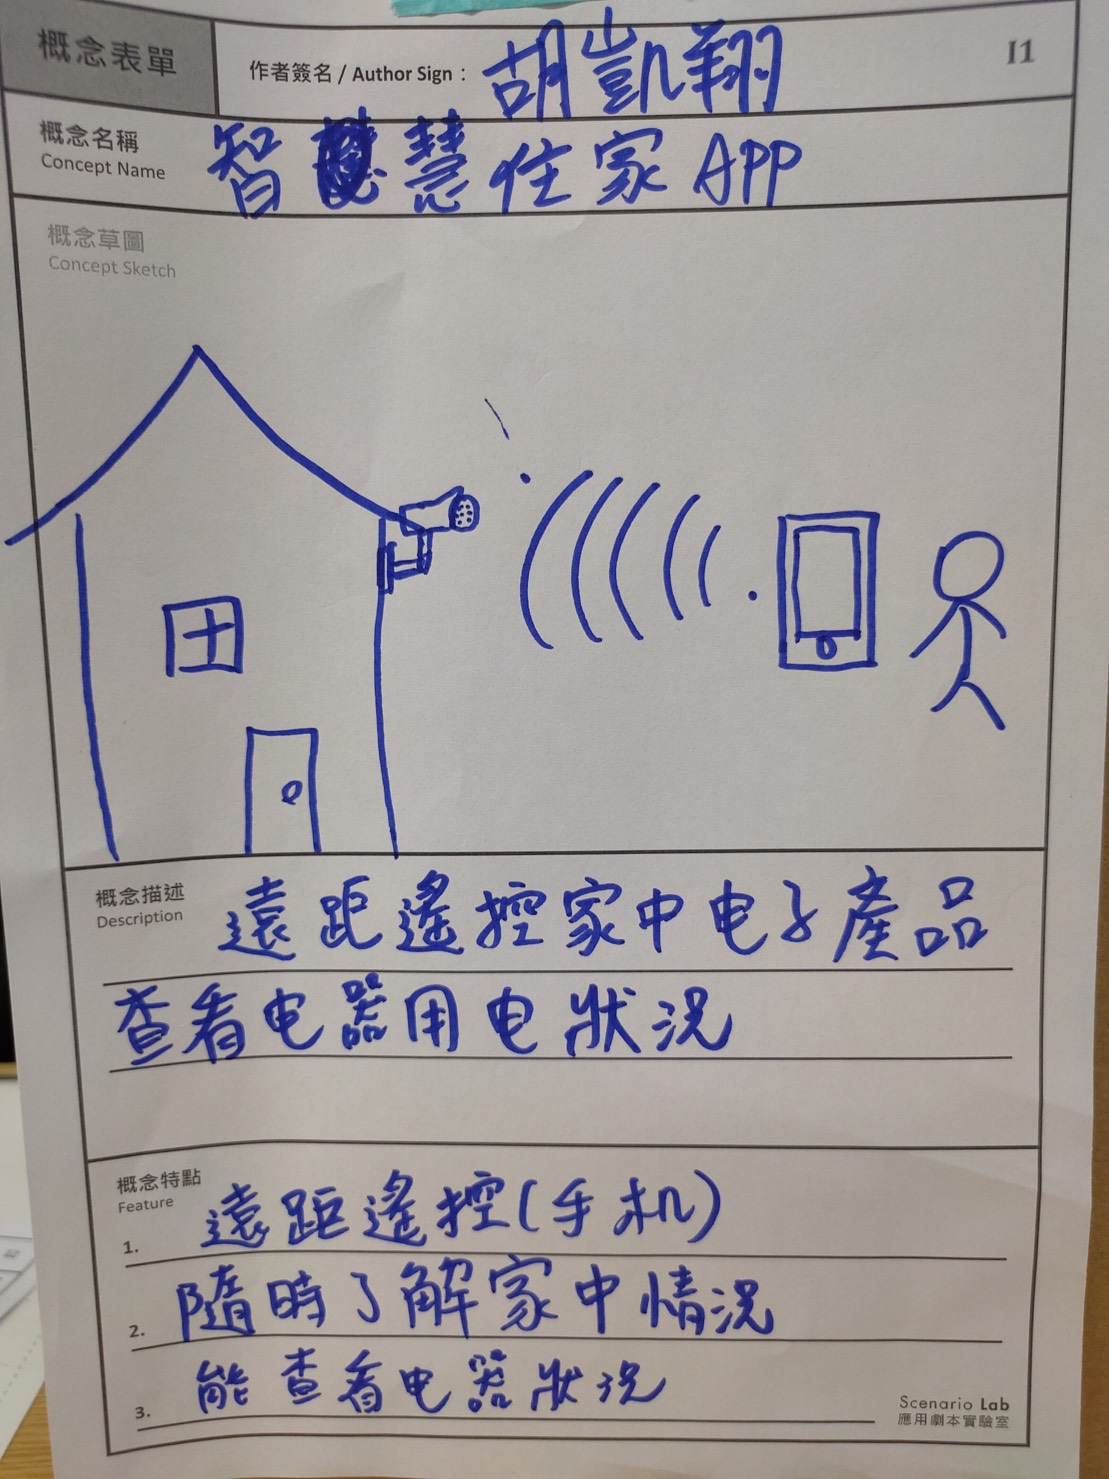 概念表單
作者簽名 / Author Sign： 胡凱翔
I1
概念名稱
Concept Name
智慧住家APP
概念草圖
Concept Sketch
概念描述
Description
遠距遙控家中电子產品
查看电器用电狀況
概念特點
Feature
1. 遠距遙控(手机)
2. 隨時了解家中情況
3. 能查看电器狀況
Scenario Lab
應用劇本實驗室